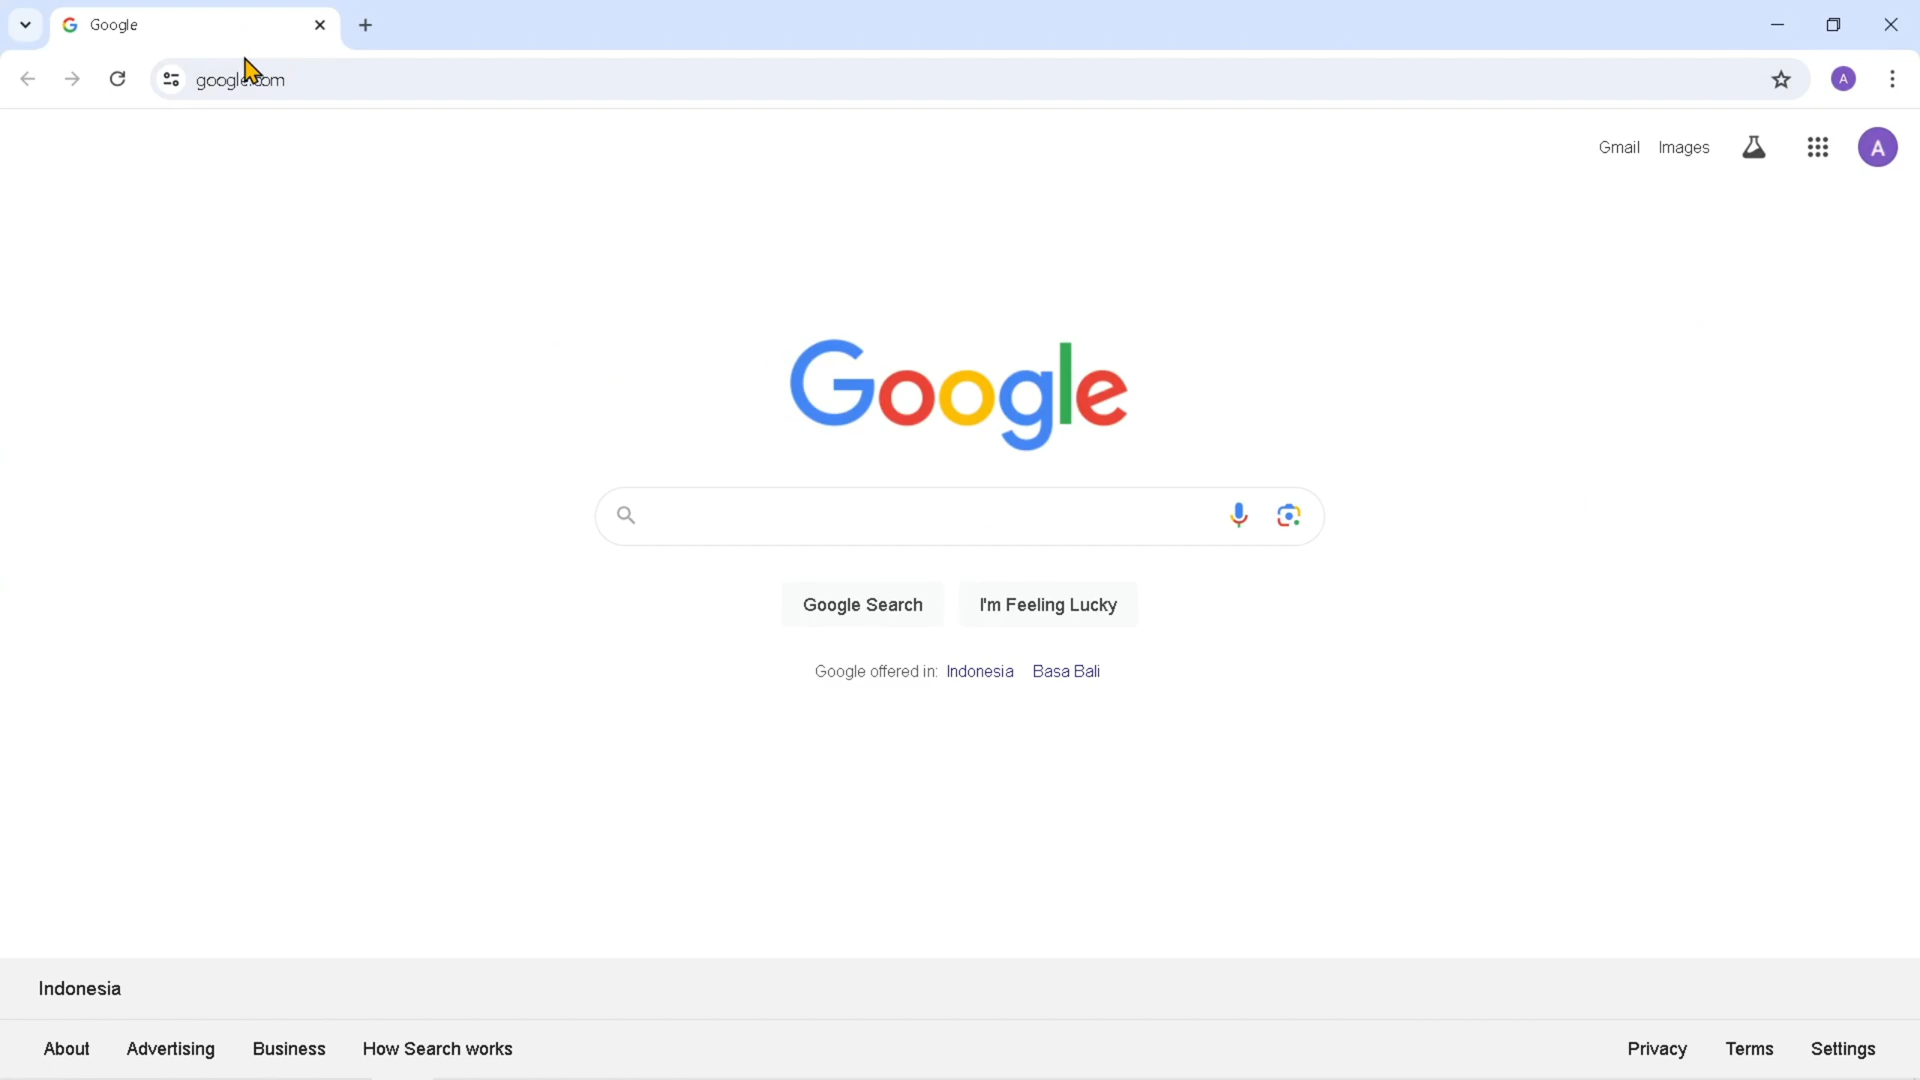 Google
google.com
Gmail Images
A
A
Google
Google Search I'm Feeling Lucky
Google offered in: Indonesia Basa Bali
Indonesia
About Advertising Business How Search works Privacy Terms Settings